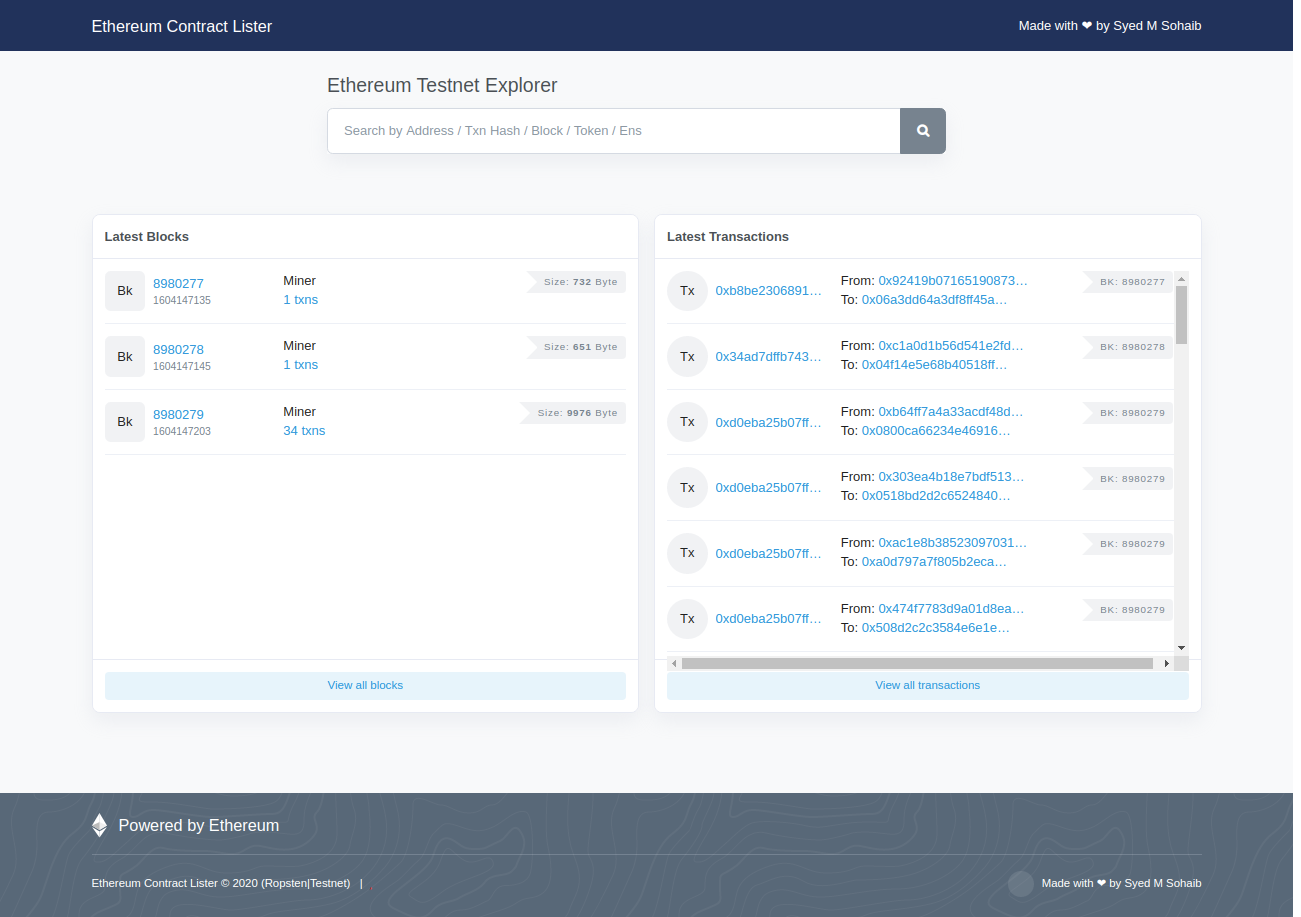 Ethereum Contract Lister
Made with ❤ by Syed M Sohaib
Ethereum Testnet Explorer
Search by Address / Txn Hash / Block / Token / Ens
Latest Blocks
Bk
8980277
1604147135
Miner
1 txns
Size: 732 Byte
Bk
8980278
1604147145
Miner
1 txns
Size: 651 Byte
Bk
8980279
1604147203
Miner
34 txns
Size: 9976 Byte
View all blocks
Latest Transactions
Tx
0xb8be2306891…
From: 0x92419b07165190873…
To: 0x06a3dd64a3df8ff45a…
BK: 8980277
Tx
0x34ad7dffb743…
From: 0xc1a0d1b56d541e2fd…
To: 0x04f14e5e68b40518ff…
BK: 8980278
Tx
0xd0eba25b07ff…
From: 0xb64ff7a4a33acdf48d…
To: 0x0800ca66234e46916…
BK: 8980279
Tx
0xd0eba25b07ff…
From: 0x303ea4b18e7bdf513…
To: 0x0518bd2d2c6524840…
BK: 8980279
Tx
0xd0eba25b07ff…
From: 0xac1e8b38523097031…
To: 0xa0d797a7f805b2eca…
BK: 8980279
Tx
0xd0eba25b07ff…
From: 0x474f7783d9a01d8ea…
To: 0x508d2c2c3584e6e1e…
BK: 8980279
View all transactions
Powered by Ethereum
Ethereum Contract Lister © 2020 (Ropsten|Testnet) |
Made with ❤ by Syed M Sohaib